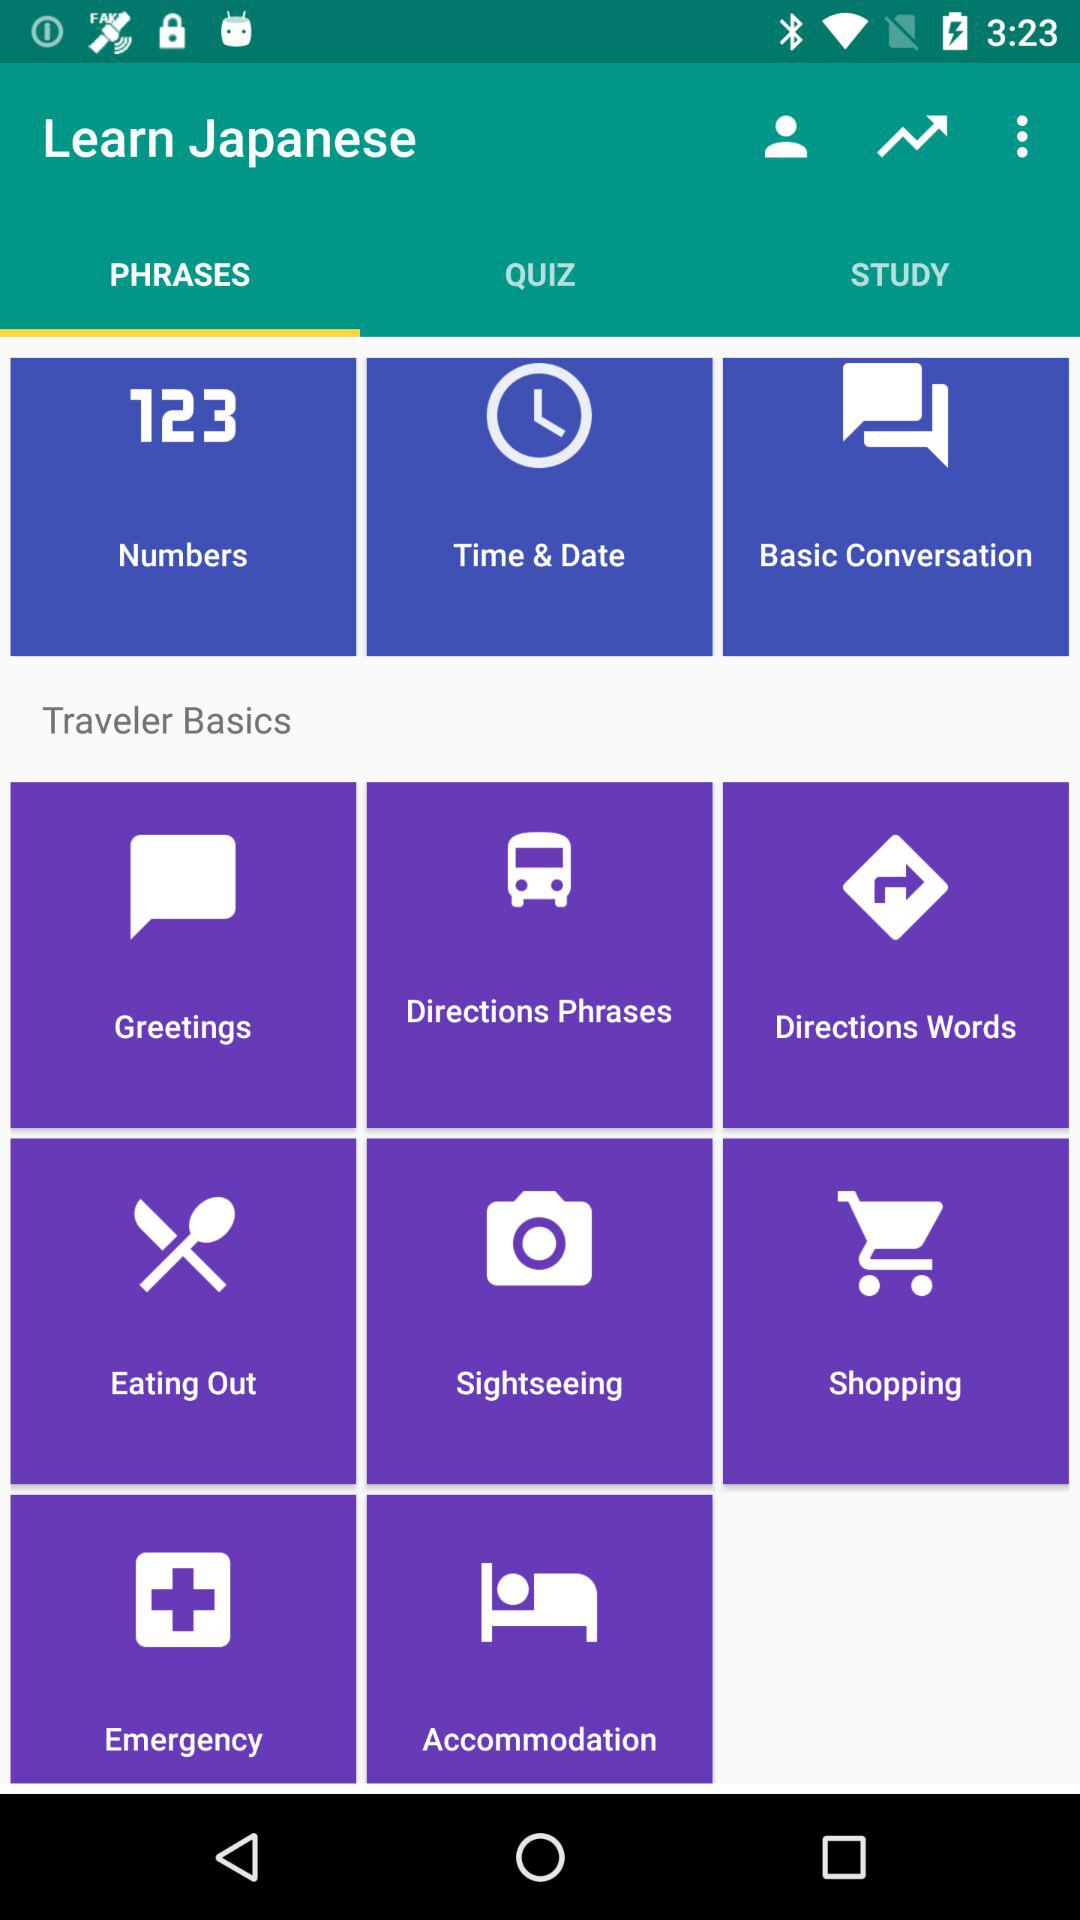 FAKE
3:23
Learn Japanese
PHRASES QUIZ STUDY
123
Numbers Time & Date Basic Conversation
Traveler Basics
Greetings Directions Phrases Directions Words
Eating Out Sightseeing Shopping
Emergency Accommodation